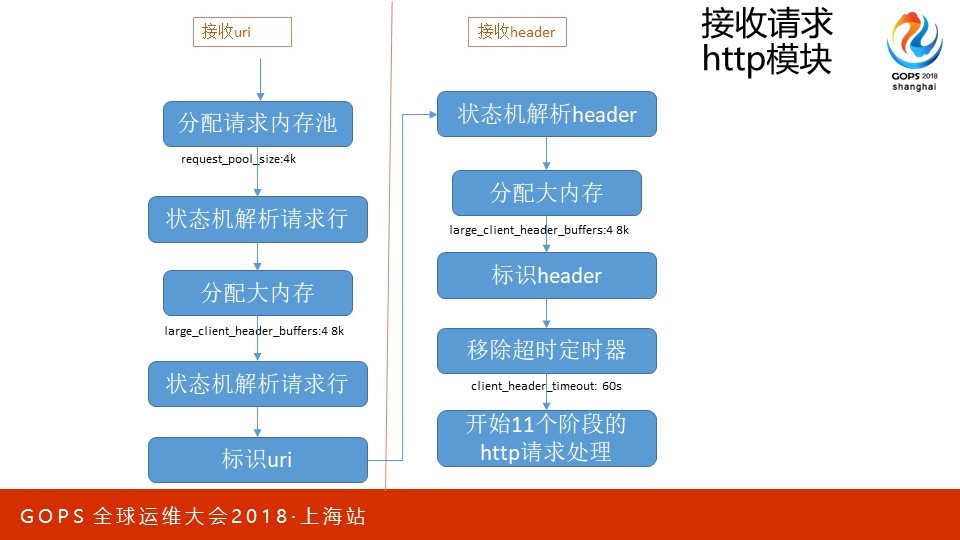 接收请求
http模块
GOPS 2018
shanghai
接收uri
分配请求内存池
request_pool_size:4k
状态机解析请求行
分配大内存
large_client_header_buffers:4 8k
状态机解析请求行
标识uri
接收header
状态机解析header
分配大内存
large_client_header_buffers:4 8k
标识header
移除超时定时器
client_header_timeout: 60s
开始11个阶段的
http请求处理
GOPS 全球运维大会2018·上海站